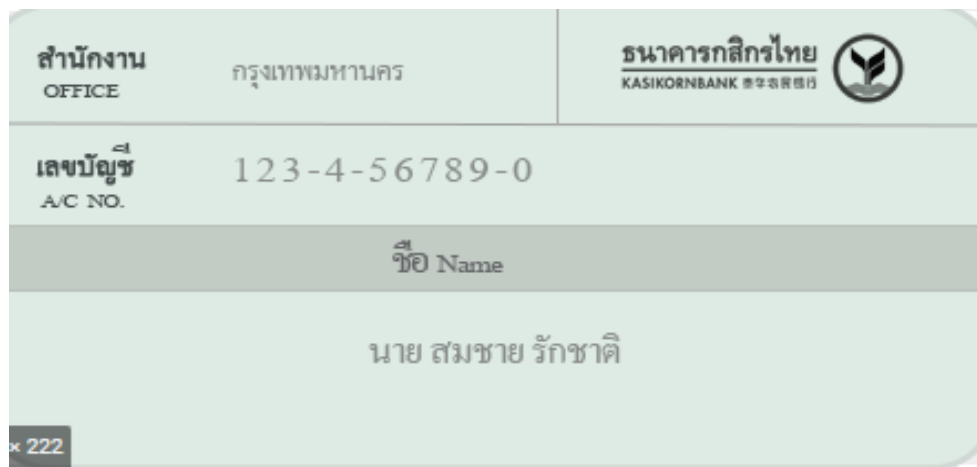 สำนักงาน กรุงเทพมหานคร ธนาคารกสิกรไทย
OFFICE KASIKORNBANK
เลขบัญชี 123-4-56789-0
A/C NO.
ชื่อ Name
นาย สมชาย รักชาติ
× 222